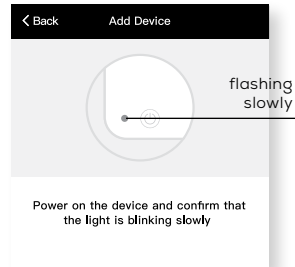 Back Add Device
flashing
slowly
Power on the device and confirm that
the light is blinking slowly